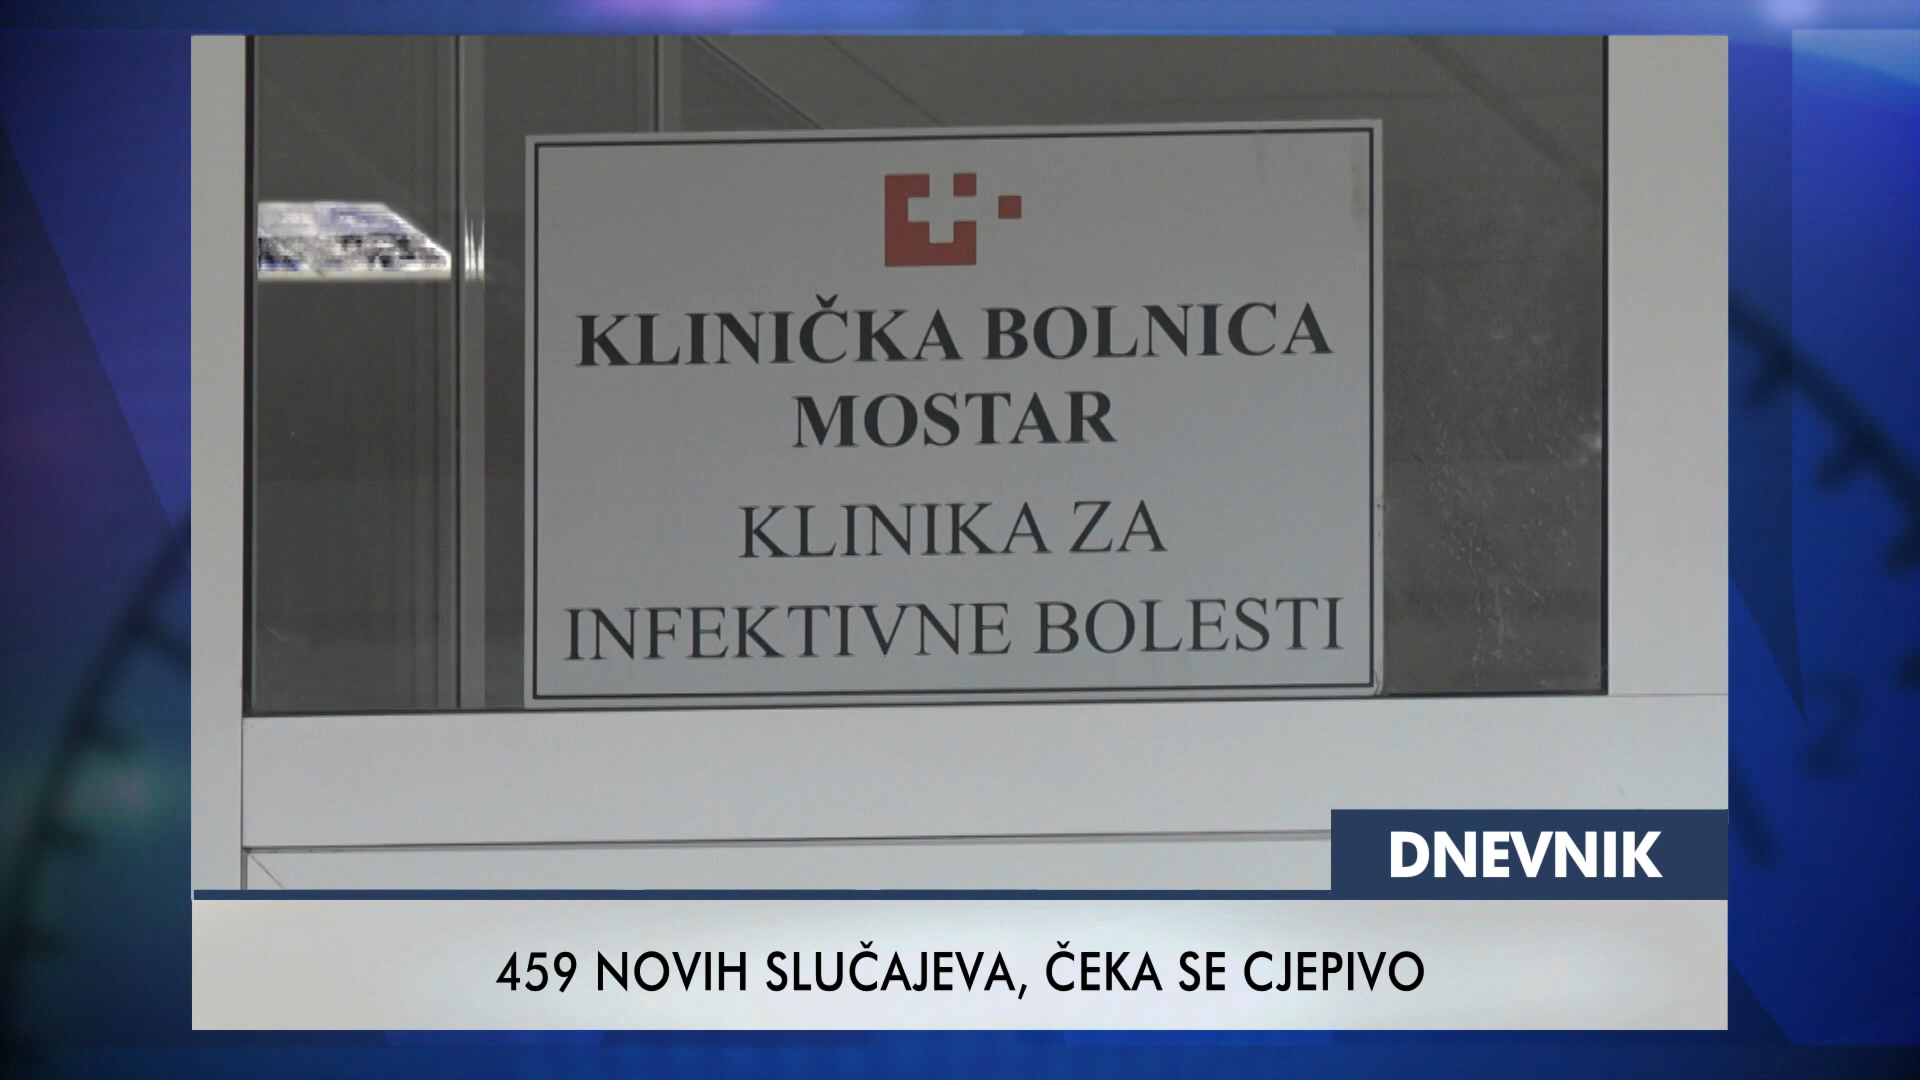 KLINIČKA BOLNICA
MOSTAR
KLINIKA ZA
INFEKTIVNE BOLESTI
DNEVNIK
459 NOVIH SLUČAJEVA, ČEKA SE CJEPIVO